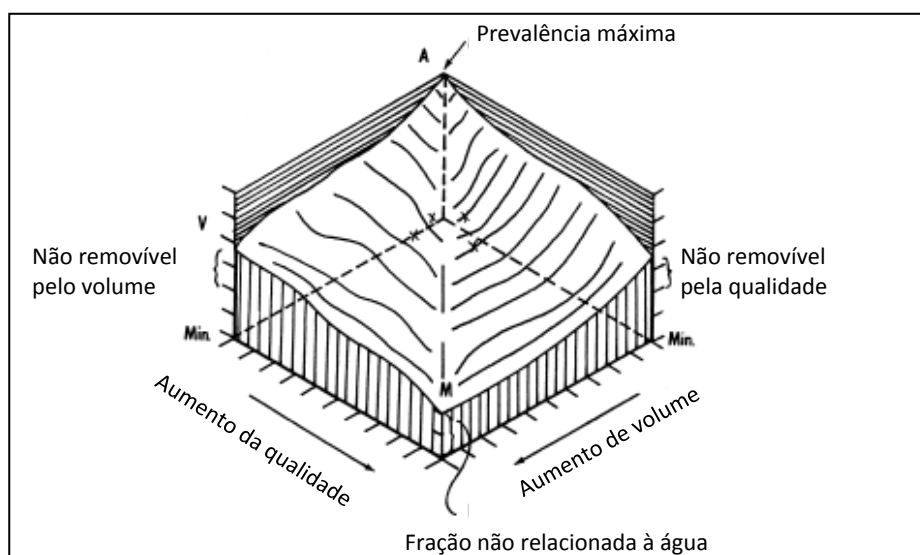 Prevalência máxima
A
V
Não removível
pelo volume
Não removível
pela qualidade
Min.
Min.
M
Aumento da qualidade
Aumento de volume
Fração não relacionada à água